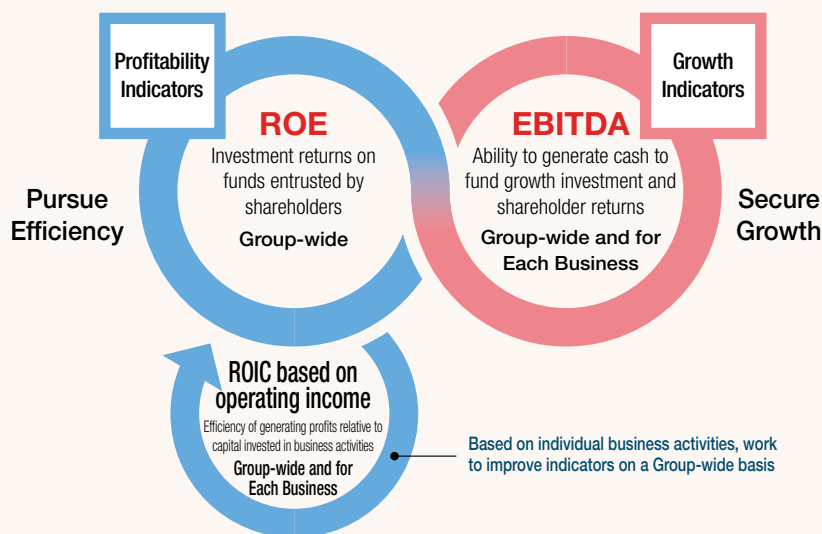 Profitability
Indicators
Growth
Indicators
ROE
Investment returns on
funds entrusted by
shareholders
Group-wide
EBITDA
Ability to generate cash to
fund growth investment and
shareholder returns
Group-wide and for
Each Business
Pursue
Efficiency
Secure
Growth
ROIC based on
operating income
Efficiency of generating profits relative to
capital invested in business activities
Group-wide and for
Each Business
Based on individual business activities, work
to improve indicators on a Group-wide basis